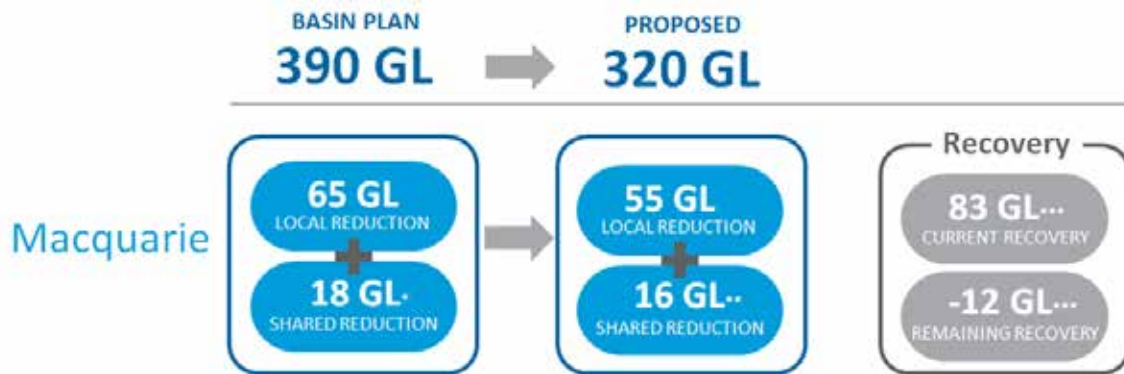 BASIN PLAN
390 GL
PROPOSED
320 GL
Macquarie
65 GL
LOCAL REDUCTION
+
18 GL*
SHARED REDUCTION
55 GL
LOCAL REDUCTION
+
16 GL**
SHARED REDUCTION
Recovery
83 GL***
CURRENT RECOVERY
-12 GL***
REMAINING RECOVERY